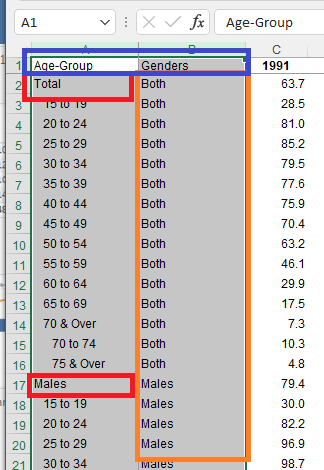 A1 fx Age-Group
A B C
1 Age-Group Genders 1991
2 Total Both 63.7
3 15 to 19 Both 28.5
4 20 to 24 Both 81.0
5 25 to 29 Both 85.2
6 30 to 34 Both 79.5
7 35 to 39 Both 77.6
8 40 to 44 Both 75.9
9 45 to 49 Both 70.4
10 50 to 54 Both 63.2
11 55 to 59 Both 46.1
12 60 to 64 Both 29.9
13 65 to 69 Both 17.5
14 70 & Over Both 7.3
15 70 to 74 Both 10.3
16 75 & Over Both 4.8
17 Males Males 79.4
18 15 to 19 Males 30.0
19 20 to 24 Males 82.2
20 25 to 29 Males 96.9
21 30 to 34 Males 98.7